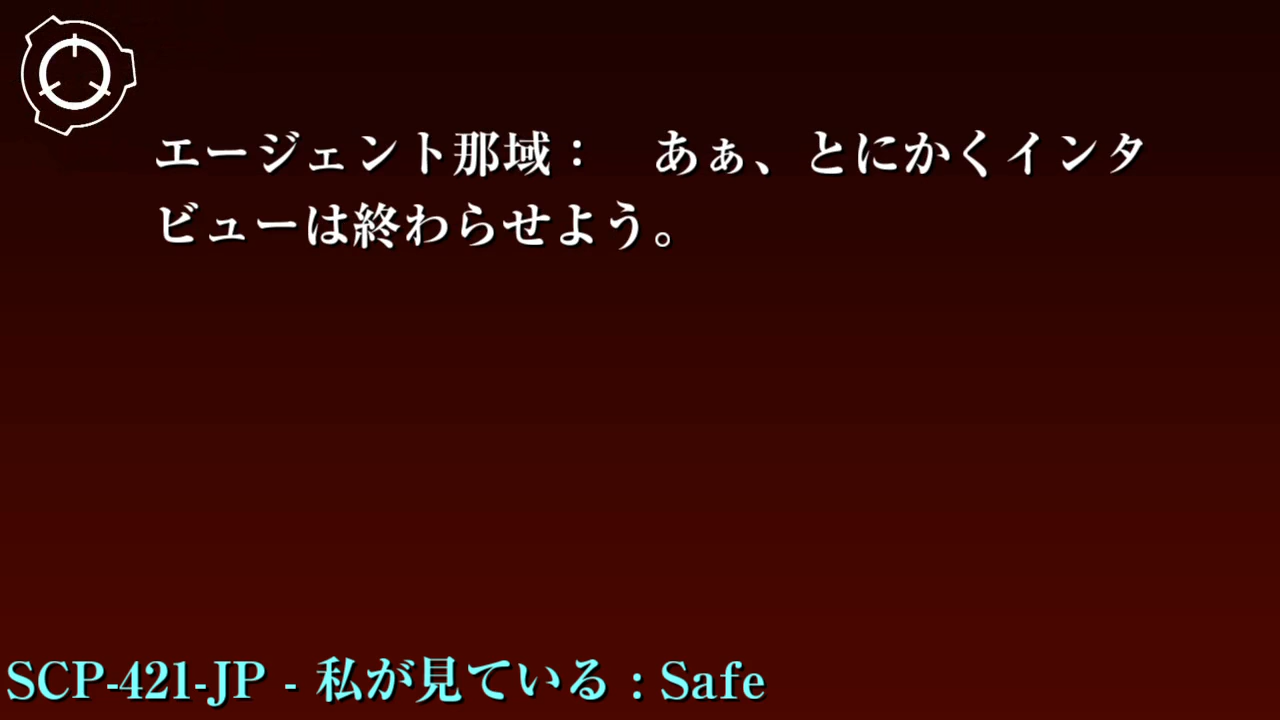 エージェント那域：　あぁ、とにかくインタ
ビューは終わらせよう。
SCP-421-JP - 私が見ている : Safe